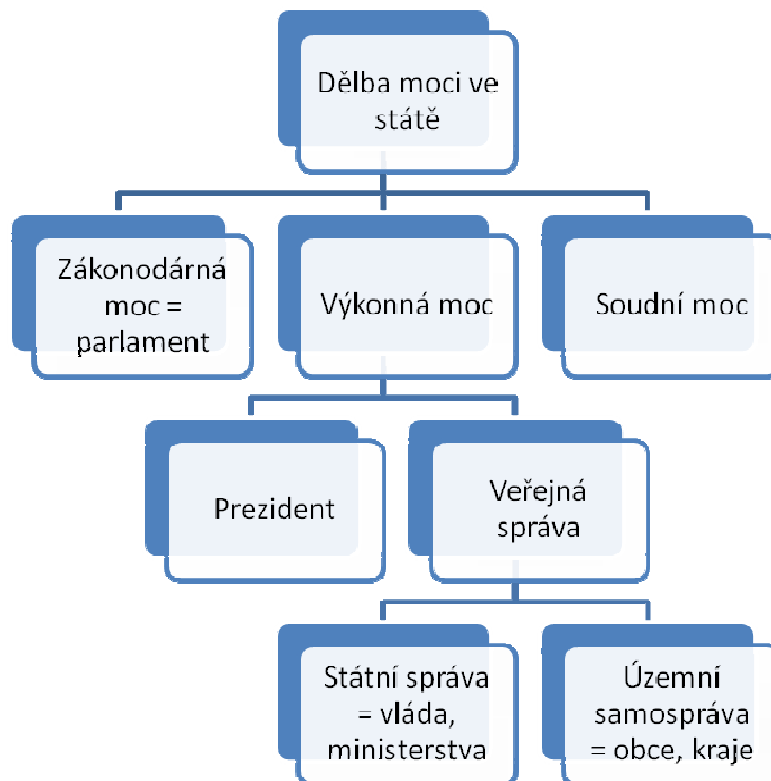 Dělba moci ve
státě
Zákonodárná
moc =
parlament
Výkonná moc
Soudní moc
Prezident
Veřejná
správa
Státní správa
= vláda,
ministerstva
Územní
samospráva
= obce, kraje